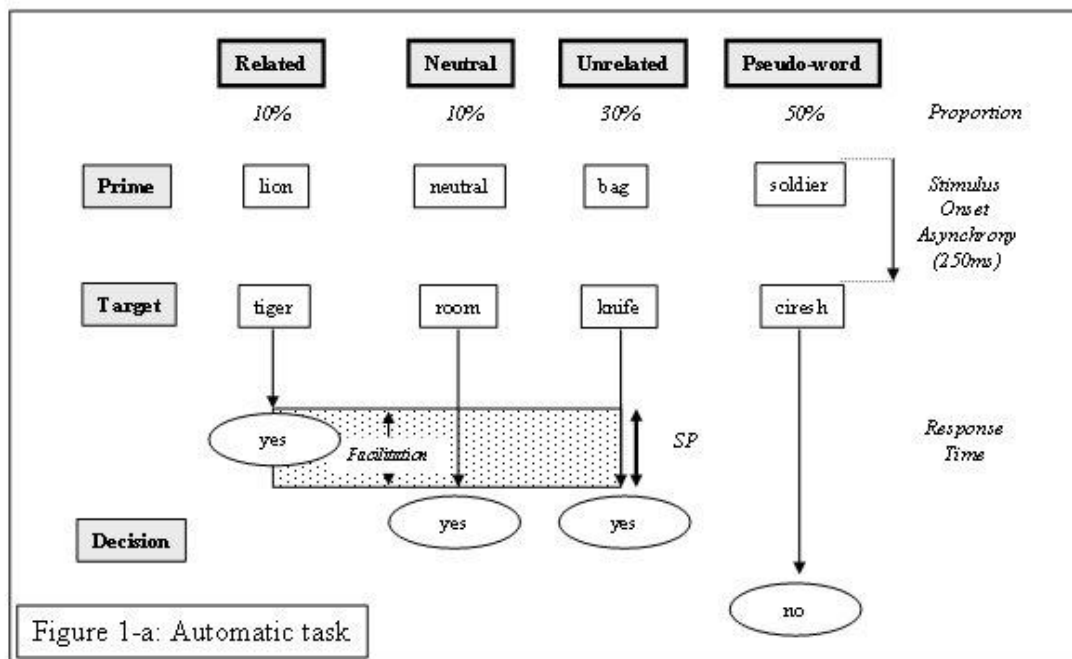 Related Neutral Unrelated Pseudo-word
10% 10% 30% 50% Proportion
Prime lion neutral bag soldier
Stimulus
Onset
Asynchrony
(250ms)
Target tiger room knife ciresh
yes Facilitation SP
Response
Time
yes yes
Decision
no
Figure 1-a: Automatic task